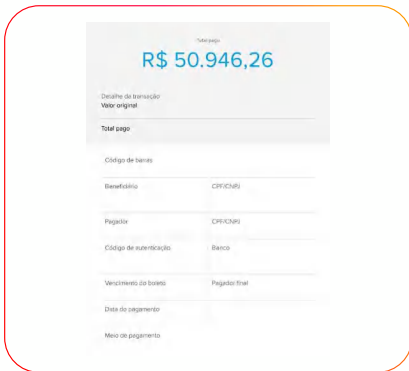 Total pago
R$ 50.946,26
Detalhe da transação
Valor original
Total pago
Código de barras
Beneficiário CPF/CNPJ
Pagador CPF/CNPJ
Código de autenticação Banco
Vencimento do boleto Pagador final
Data do pagamento
Meio de pagamento